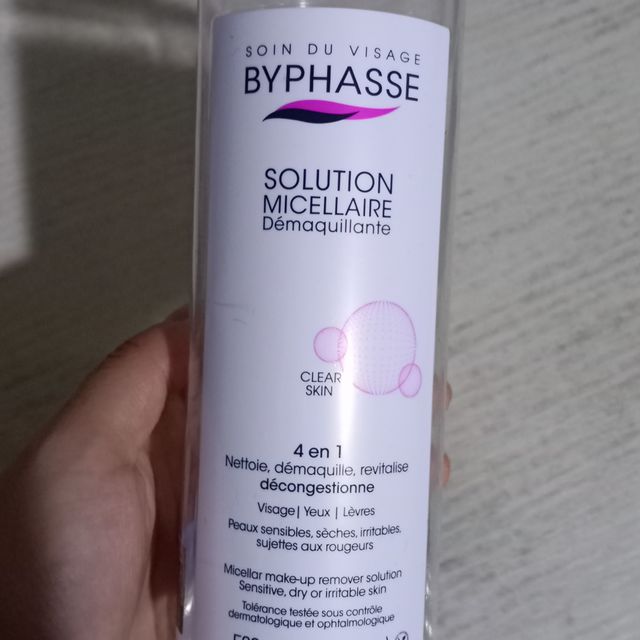 SOIN DU VISAGE
BYPHASSE
SOLUTION
MICELLAIRE
Démaquillante
CLEAR
SKIN
4 en 1
Nettoie, démaquille, revitalise
décongestionne
Visage| Yeux | Lèvres
Peaux sensibles, sèches, irritables,
sujettes aux rougeurs
Micellar make-up remover solution
Sensitive, dry or irritable skin
Tolérance testée sous contrôle
dermatologique et ophtalmologique